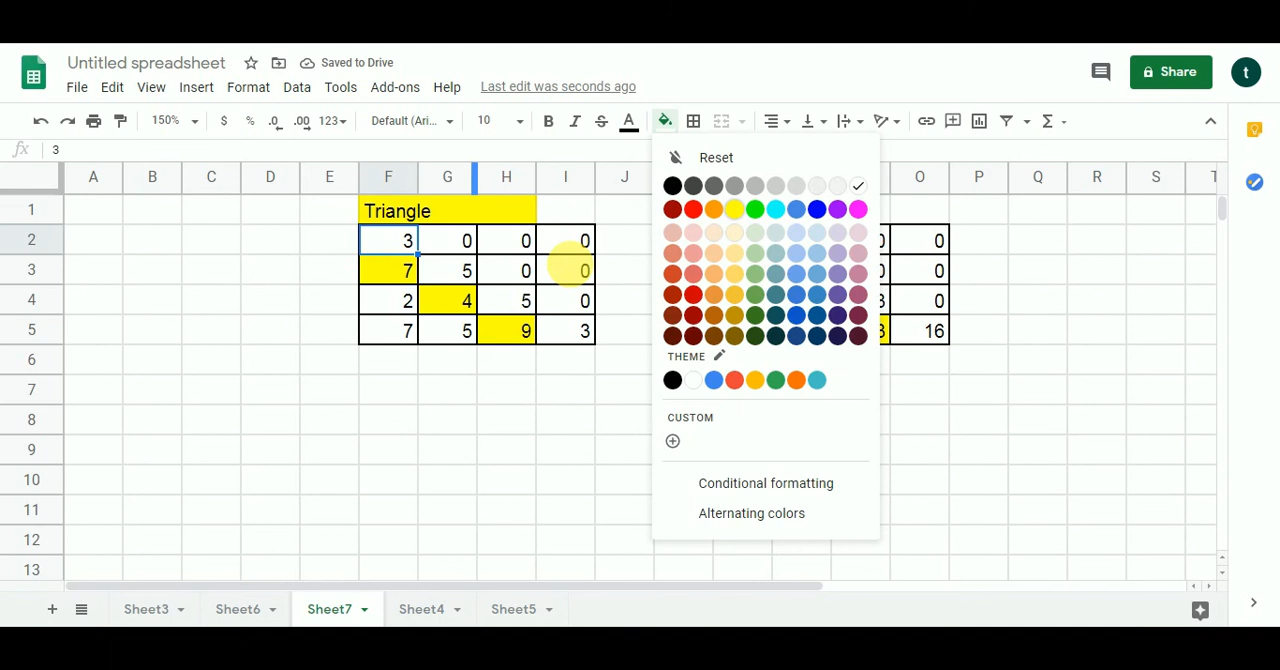 Untitled spreadsheet
Saved to Drive
File Edit View Insert Format Data Tools Add-ons Help Last edit was seconds ago
Share t
150% $ % .0 .00 123 Default (Ari... 10 B I S A Σ
fx 3
A B C D E F G H I J O P Q R S T
1 Triangle
2 3 0 0 0 0 0
3 7 5 0 0 0 0
4 2 4 5 0 3 0
5 7 5 9 3 3 16
6
7
8
9
10
11
12
13
Reset
THEME
CUSTOM
Conditional formatting
Alternating colors
+ Sheet3 Sheet6 Sheet7 Sheet4 Sheet5